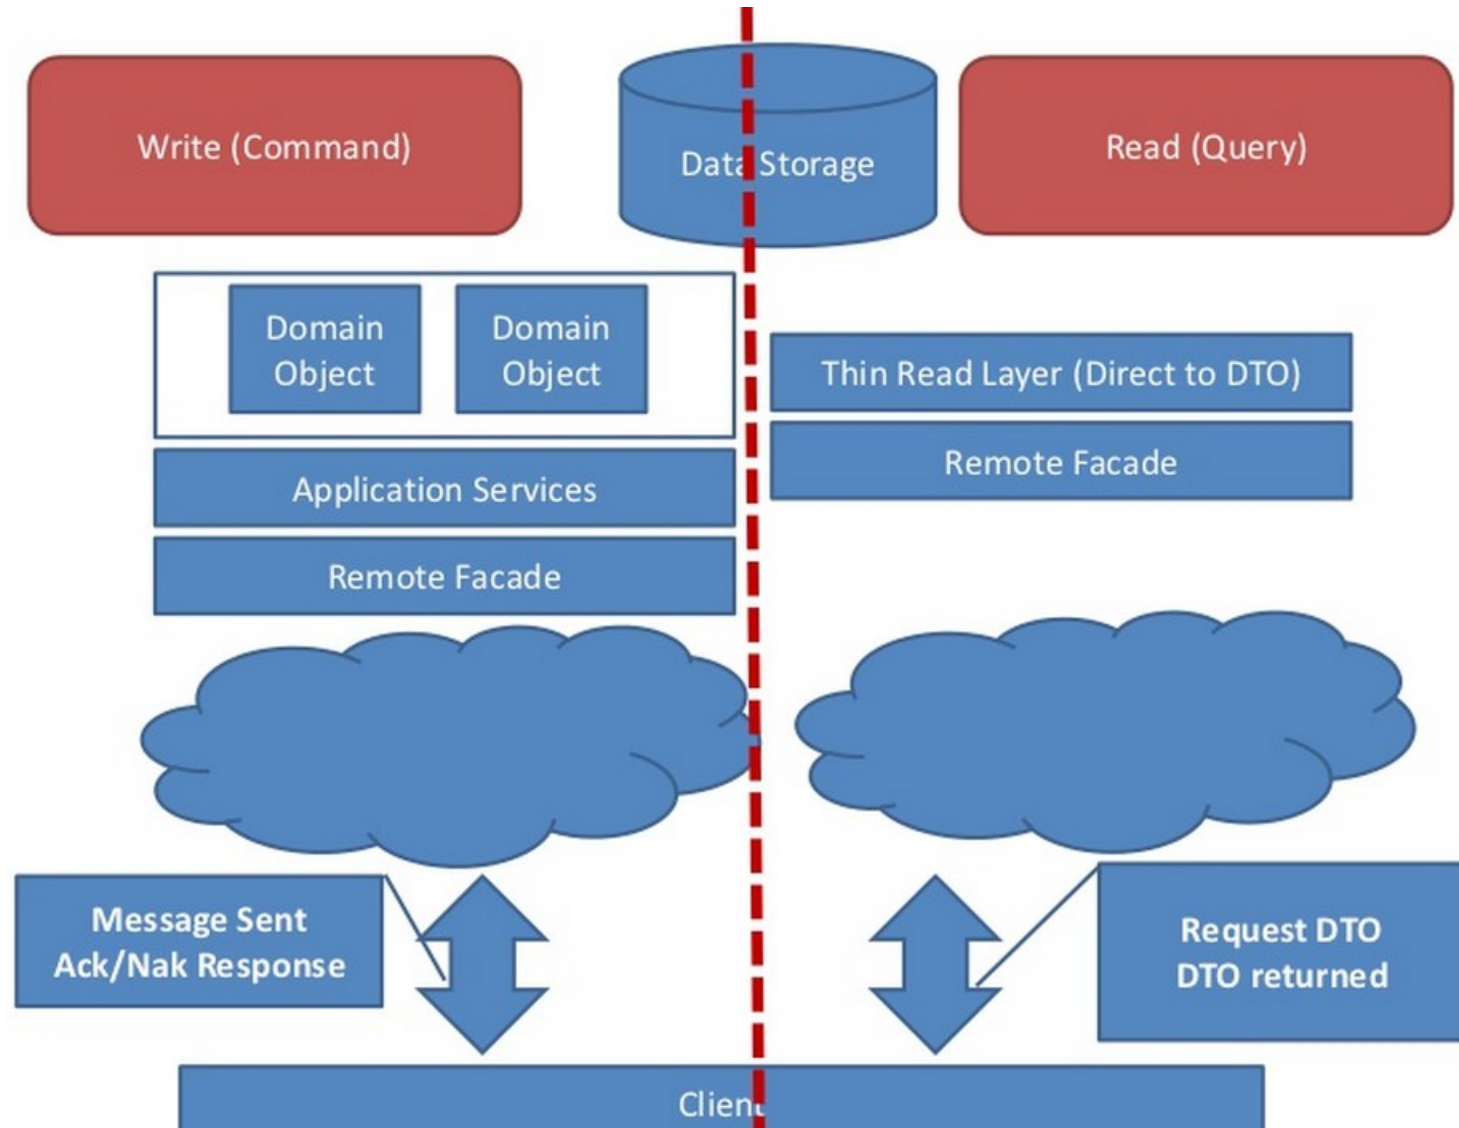 Write (Command)
Data Storage
Read (Query)
Domain
Object
Domain
Object
Application Services
Remote Facade
Thin Read Layer (Direct to DTO)
Remote Facade
Message Sent
Ack/Nak Response
Request DTO
DTO returned
Client